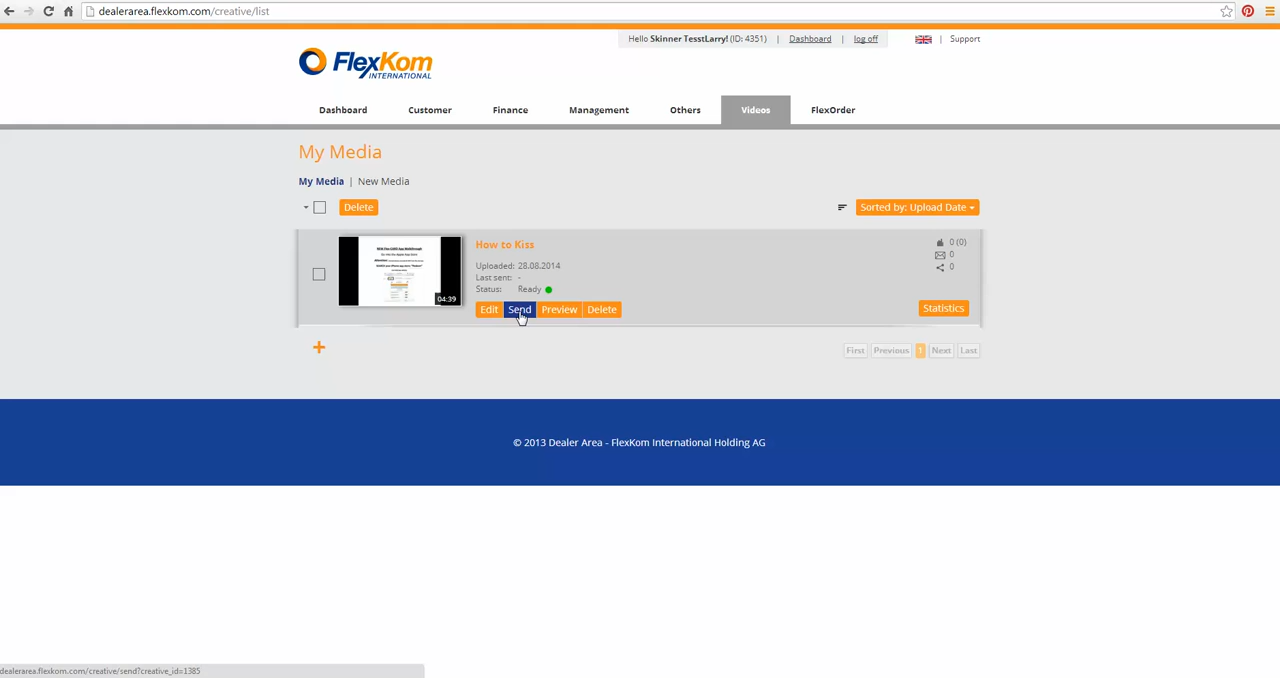 dealerarea.flexkom.com/creative/list
Hello Skinner TesstLarry! (ID: 4351) | Dashboard | log off | Support
FlexKom
INTERNATIONAL
Dashboard Customer Finance Management Others Videos FlexOrder
My Media
My Media | New Media
Delete
Sorted by: Upload Date
How to Kiss
0 (0)
0
0
Uploaded: 28.08.2014
Last sent: -
Status: Ready
04:39
Edit Send Preview Delete
Statistics
+
First Previous 1 Next Last
© 2013 Dealer Area - FlexKom International Holding AG
dealerarea.flexkom.com/creative/send?creative_id=1385